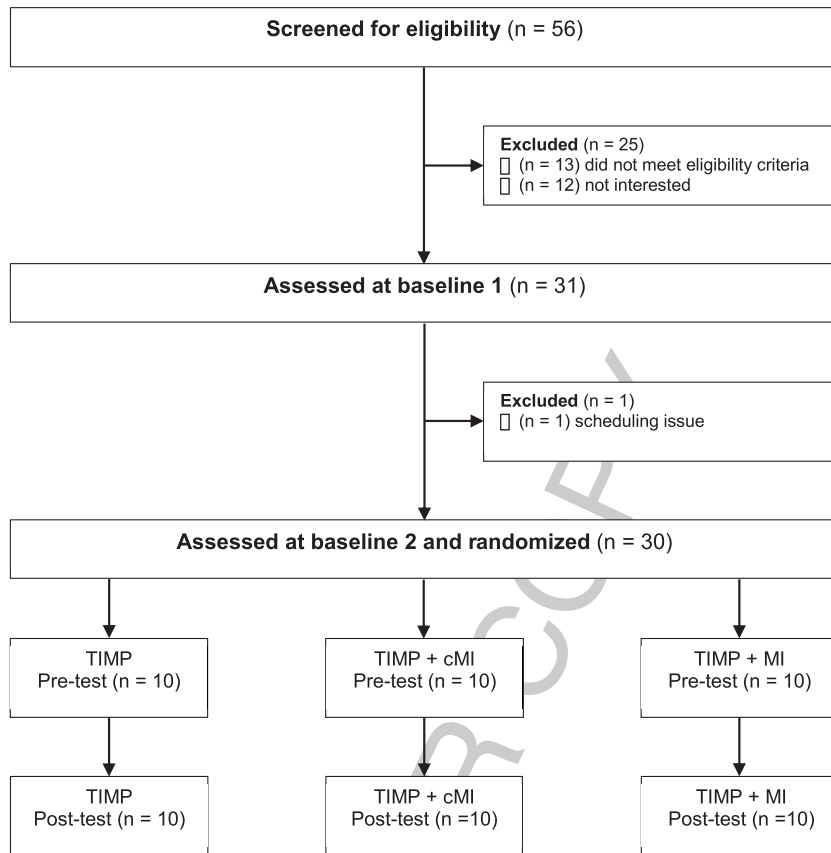 Screened for eligibility (n = 56)
Excluded (n = 25)
▯ (n = 13) did not meet eligibility criteria
▯ (n = 12) not interested
Assessed at baseline 1 (n = 31)
Excluded (n = 1)
▯ (n = 1) scheduling issue
Assessed at baseline 2 and randomized (n = 30)
TIMP
Pre-test (n = 10)
TIMP + cMI
Pre-test (n = 10)
TIMP + MI
Pre-test (n = 10)
TIMP
Post-test (n = 10)
TIMP + cMI
Post-test (n =10)
TIMP + MI
Post-test (n =10)
R COPY